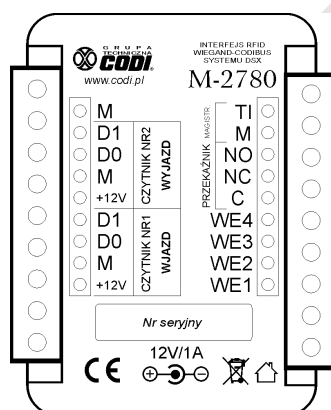 GRUPA
TECHNICZNA
CODI
www.codi.pl
INTERFEJS RFID
WIEGAND-CODIBUS
SYSTEMU DSX
M-2780
M
D1
D0
M
+12V
D1
D0
M
+12V
CZYTNIK NR2
WYJAZD
CZYTNIK NR1
WJAZD
MAGISTR.
PRZEKAŹNIK
TI
M
NO
NC
C
WE4
WE3
WE2
WE1
Nr seryjny
12V/1A
CE